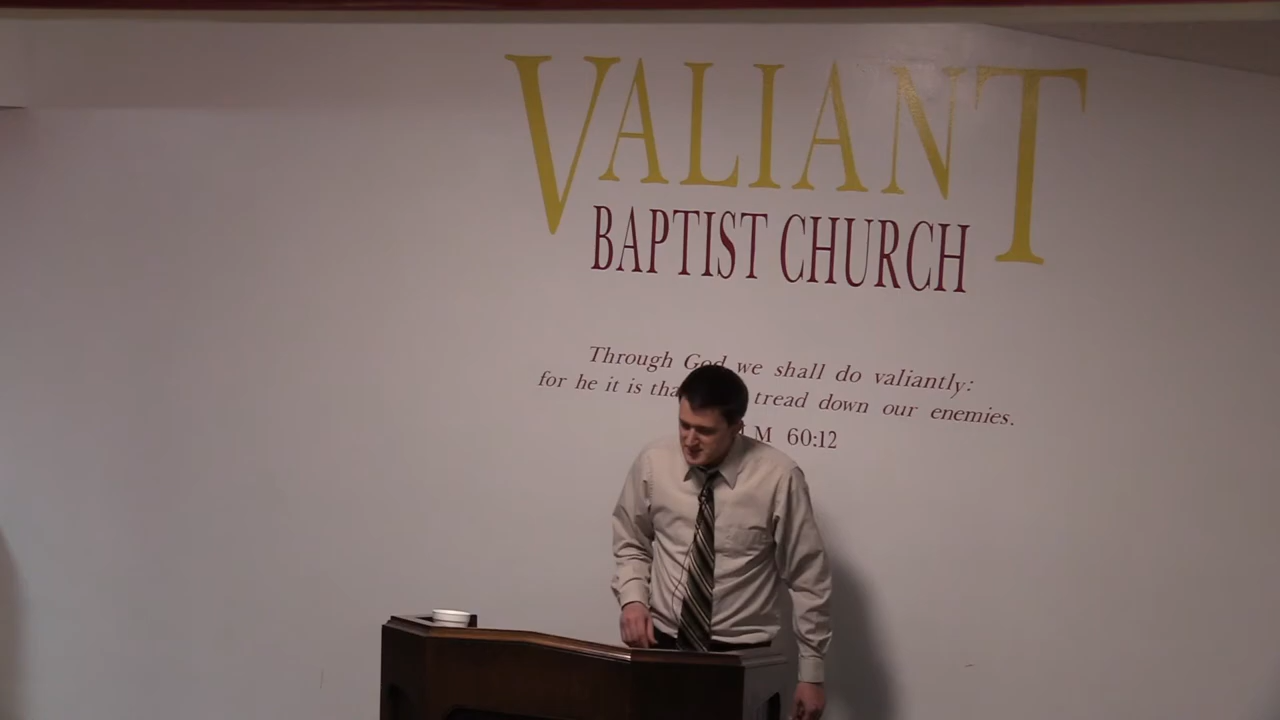 VALIANT
BAPTIST CHURCH
Through God we shall do valiantly:
for he it is tread down our enemies.
M 60:12